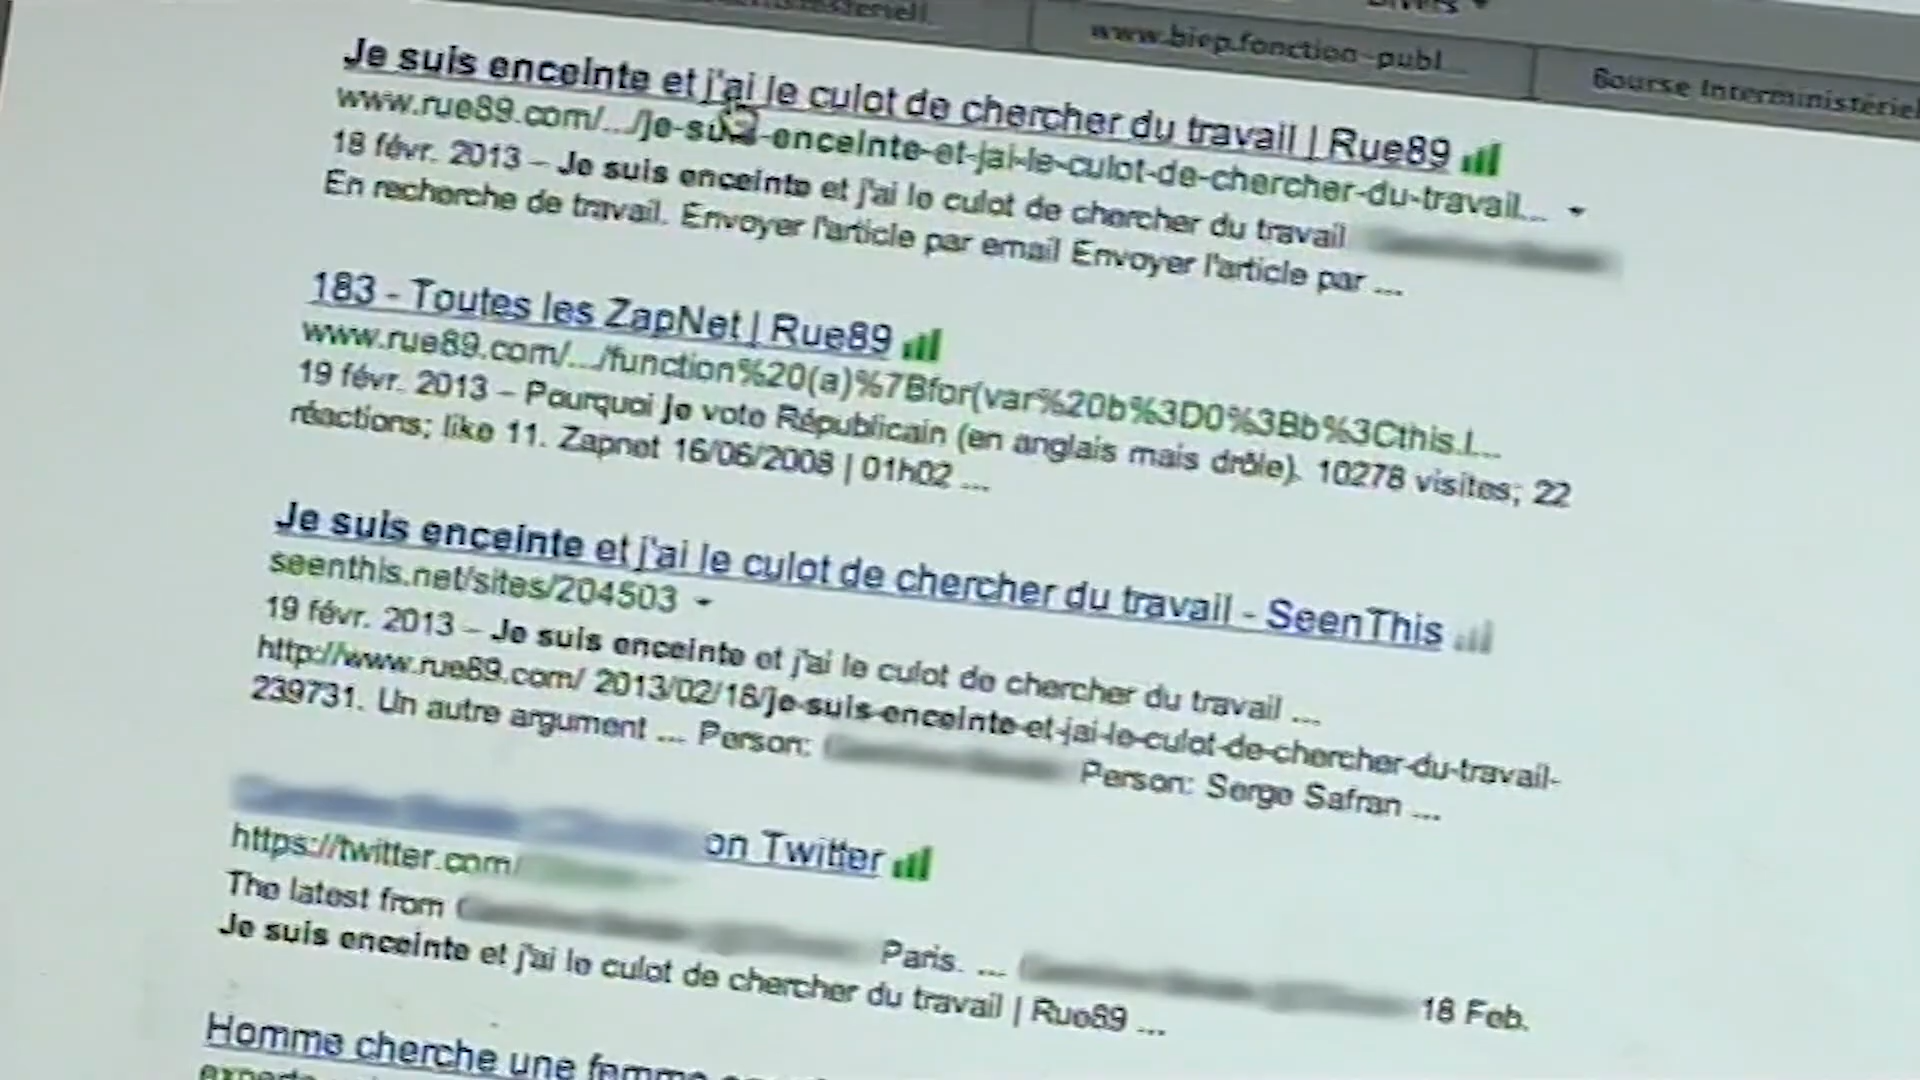 Divers
www.biep.fonction-publ...
Bourse Interministériel
Je suis enceinte et j'ai le culot de chercher du travail | Rue89
www.rue89.com/.../je-suis-enceinte-et-jai-le-culot-de-chercher-du-travail...
18 févr. 2013 – Je suis enceinte et j'ai le culot de chercher du travail
En recherche de travail. Envoyer l'article par email Envoyer l'article par ...
183 - Toutes les ZapNet | Rue89
www.rue89.com/.../function%20(a)%7Bfor(var%20b%3D0%3Bb%3Cthis.l...
19 févr. 2013 – Pourquoi je vote Républicain (en anglais mais drôle). 10278 visites; 22
réactions; like 11. Zapnet 16/06/2008 | 01h02 ...
Je suis enceinte et j'ai le culot de chercher du travail - SeenThis
seenthis.net/sites/204503
19 févr. 2013 – Je suis enceinte et j'ai le culot de chercher du travail ...
http://www.rue89.com/ 2013/02/18/je-suis-enceinte-et-jai-le-culot-de-chercher-du-travail-
239731. Un autre argument ... Person: Person: Serge Safran ...
on Twitter
https://twitter.com/
The latest from Paris. ... 18 Feb.
Je suis enceinte et j'ai le culot de chercher du travail | Rue89 ...
Homme cherche une